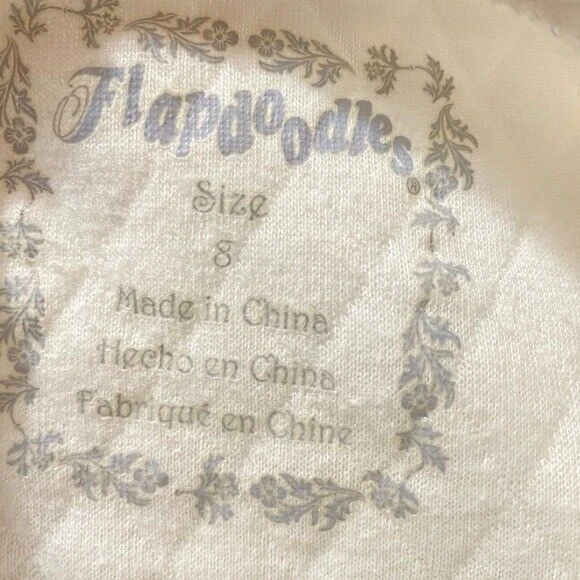 Flapdoodles®
Size
8
Made in China
Hecho en China
Fabriqué en Chine